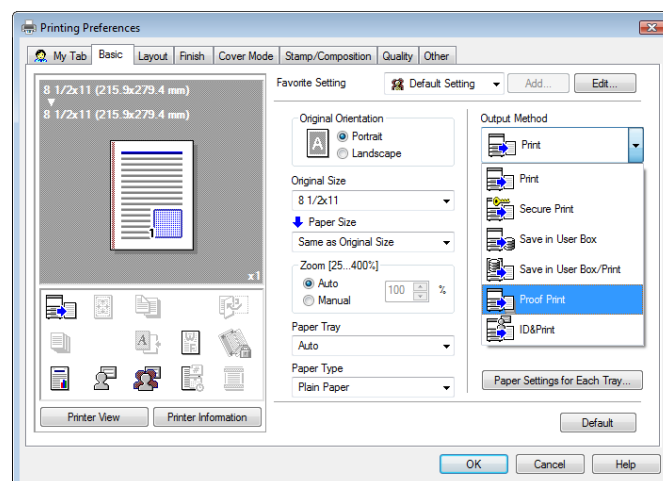 Printing Preferences
My Tab Basic Layout Finish Cover Mode Stamp/Composition Quality Other
8 1/2x11 (215.9x279.4 mm)
8 1/2x11 (215.9x279.4 mm)
1
x1
Printer View Printer Information
Favorite Setting Default Setting Add... Edit...
Original Orientation
A
Portrait
Landscape
Original Size
8 1/2x11
Paper Size
Same as Original Size
Zoom [25...400%]
Auto
Manual
100 %
Paper Tray
Auto
Paper Type
Plain Paper
Output Method
Print
Print
Secure Print
Save in User Box
Save in User Box/Print
Proof Print
ID&Print
Paper Settings for Each Tray...
Default
OK Cancel Help